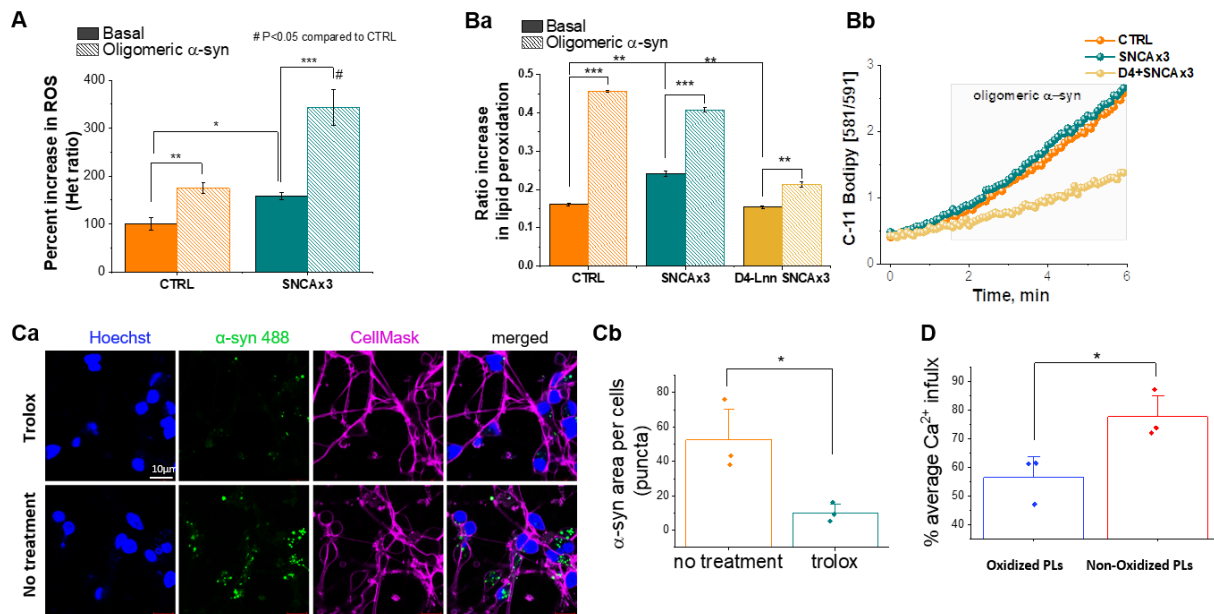 A
Basal
Oligomeric α-syn
# P<0.05 compared to CTRL
Percent increase in ROS
(Het ratio)
400
300
200
100
0
***
#
*
**
CTRL
SNCAx3
Ba
Basal
Oligomeric α-syn
Ratio increase
in lipid peroxidation
0.5
0.4
0.3
0.2
0.1
0.0
**
**
***
***
**
CTRL
SNCAx3
D4-Lnn SNCAx3
Bb
CTRL
SNCAx3
D4+SNCAx3
C-11 Bodipy [581/591]
3
2
1
0
oligomeric α–syn
0
2
4
6
Time, min
Ca
Hoechst
α-syn 488
CellMask
merged
Trolox
10µm
No treatment
Cb
α-syn area per cells
(puncta)
80
60
40
20
0
*
no treatment
trolox
D
% average Ca2+ infulx
90
80
70
60
50
40
*
Oxidized PLs
Non-Oxidized PLs